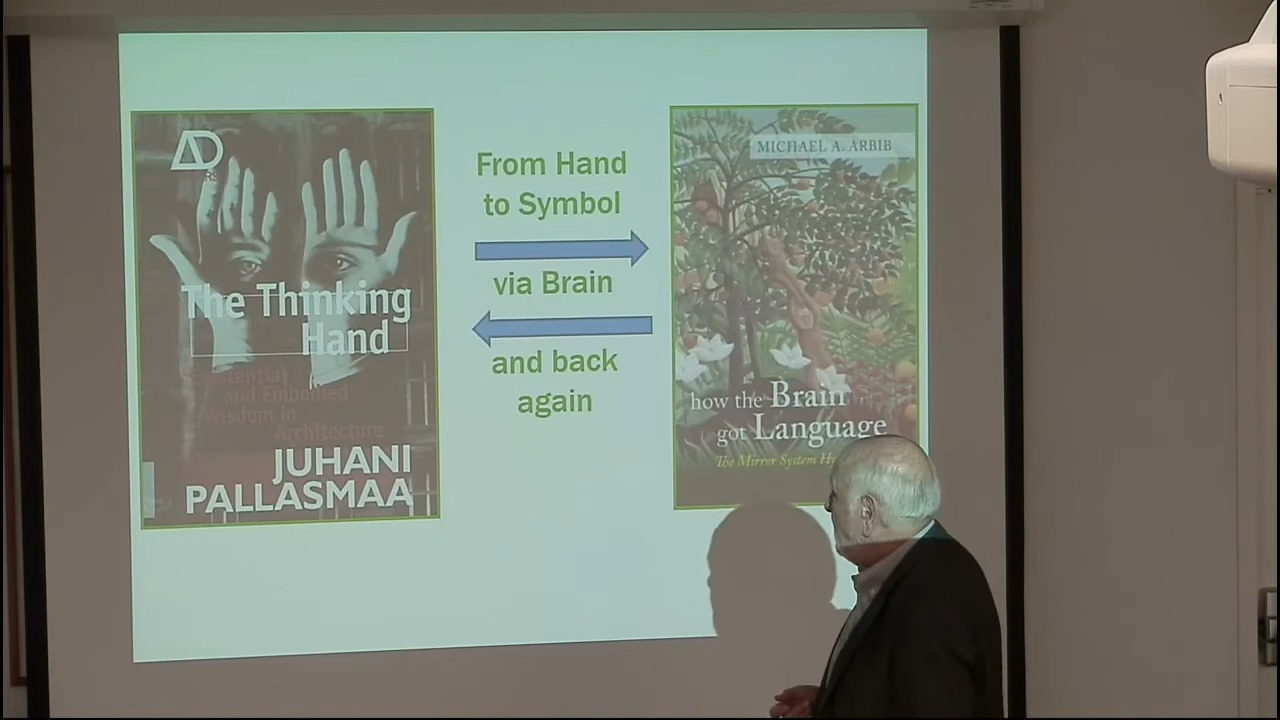 AD
The Thinking
Hand
Existential
and Embodied
Wisdom in
Architecture
JUHANI
PALLASMAA
From Hand
to Symbol
via Brain
and back
again
MICHAEL A. ARBIB
how the Brain
got Language
The Mirror System